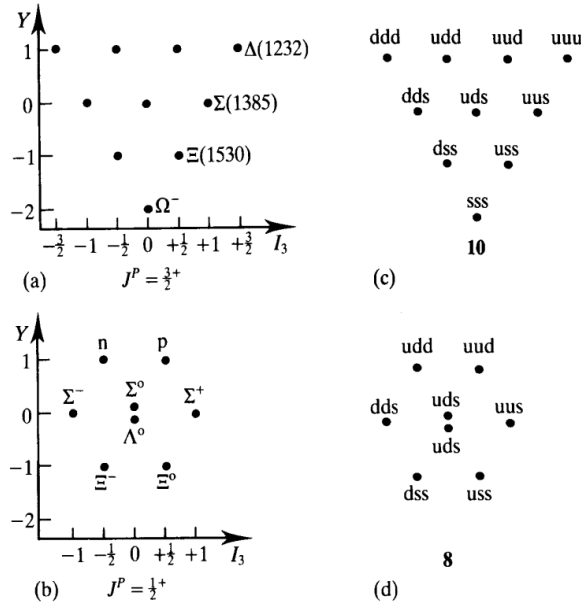 Y
1
Δ(1232)
0
Σ(1385)
−1
Ξ(1530)
−2
Ω⁻
−3/2 −1 −1/2 0 +1/2 +1 +3/2 I₃
(a) Jᴾ = 3/2⁺
ddd udd uud uuu
dds uds uus
dss uss
sss
(c) 10
Y
n p
1
Σ⁻ Σ⁰ Σ⁺
0
Λ⁰
−1
Ξ⁻ Ξ⁰
−2
−1 −1/2 0 +1/2 +1 I₃
(b) Jᴾ = 1/2⁺
udd uud
dds uds uus
uds
dss uss
8
(d)